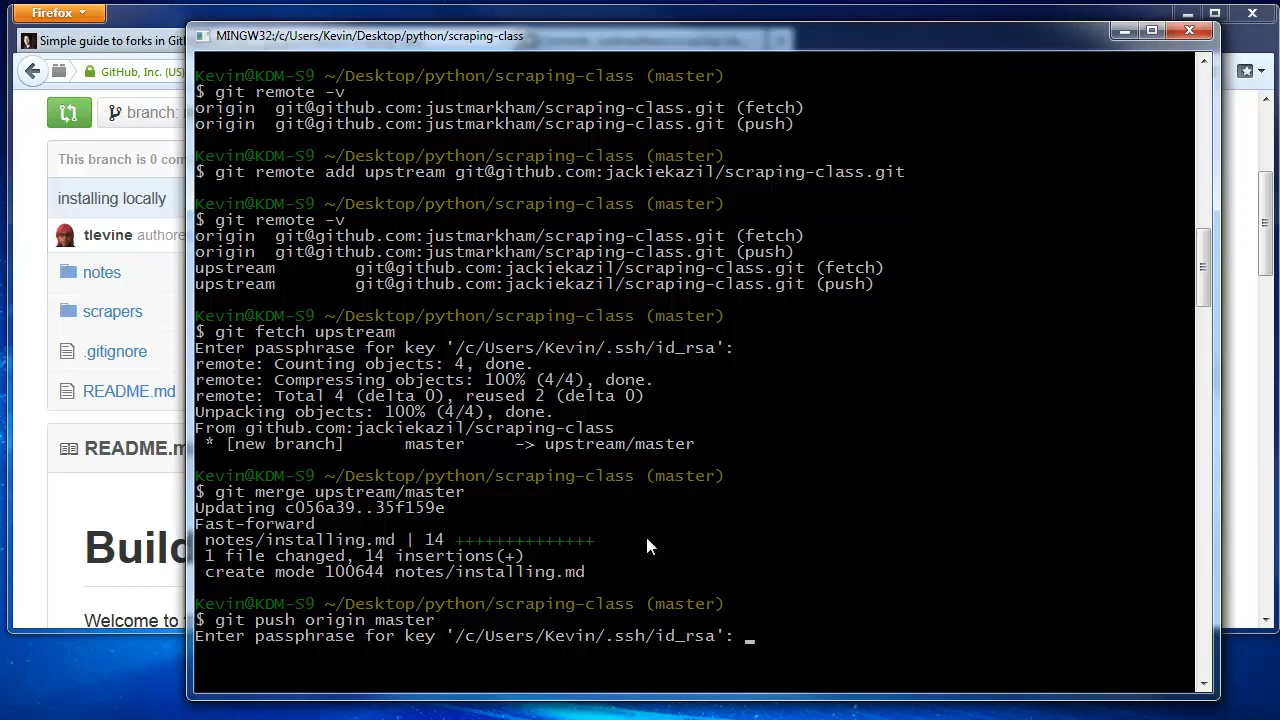 Firefox
Simple guide to forks in Gitl
GitHub, Inc. (US)
branch:
This branch is 0 com
installing locally
tlevine authore
notes
scrapers
.gitignore
README.md
README.m
Build
Welcome to
MINGW32:/c/Users/Kevin/Desktop/python/scraping-class
Kevin@KDM-S9 ~/Desktop/python/scraping-class (master)
$ git remote -v
origin  git@github.com:justmarkham/scraping-class.git (fetch)
origin  git@github.com:justmarkham/scraping-class.git (push)
Kevin@KDM-S9 ~/Desktop/python/scraping-class (master)
$ git remote add upstream git@github.com:jackiekazil/scraping-class.git
Kevin@KDM-S9 ~/Desktop/python/scraping-class (master)
$ git remote -v
origin  git@github.com:justmarkham/scraping-class.git (fetch)
origin  git@github.com:justmarkham/scraping-class.git (push)
upstream        git@github.com:jackiekazil/scraping-class.git (fetch)
upstream        git@github.com:jackiekazil/scraping-class.git (push)
Kevin@KDM-S9 ~/Desktop/python/scraping-class (master)
$ git fetch upstream
Enter passphrase for key '/c/Users/Kevin/.ssh/id_rsa':
remote: Counting objects: 4, done.
remote: Compressing objects: 100% (4/4), done.
remote: Total 4 (delta 0), reused 2 (delta 0)
Unpacking objects: 100% (4/4), done.
From github.com:jackiekazil/scraping-class
 * [new branch]      master     -> upstream/master
Kevin@KDM-S9 ~/Desktop/python/scraping-class (master)
$ git merge upstream/master
Updating c056a39..35f159e
Fast-forward
 notes/installing.md | 14 ++++++++++++++
 1 file changed, 14 insertions(+)
 create mode 100644 notes/installing.md
Kevin@KDM-S9 ~/Desktop/python/scraping-class (master)
$ git push origin master
Enter passphrase for key '/c/Users/Kevin/.ssh/id_rsa': _